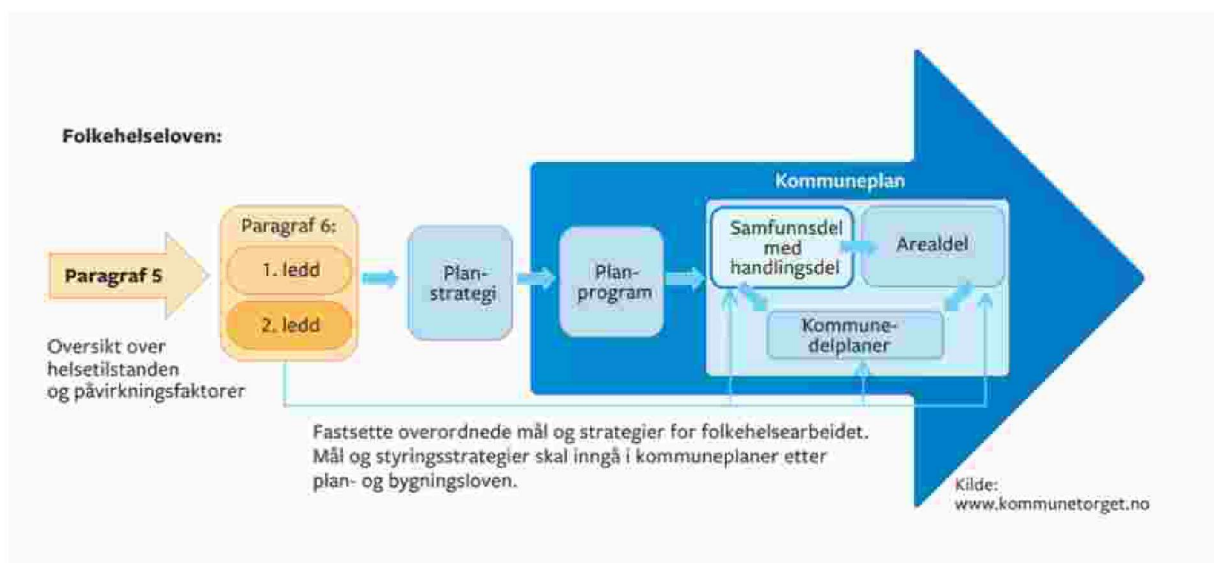 Folkehelseloven:
Kommuneplan
Paragraf 5
Oversikt over
helsetilstanden
og påvirkningsfaktorer
Paragraf 6:
1. ledd
2. ledd
Plan-
strategi
Plan-
program
Samfunnsdel
med
handlingsdel
Arealdel
Kommune-
delplaner
Fastsette overordnede mål og strategier for folkehelsearbeidet.
Mål og styringsstrategier skal inngå i kommuneplaner etter
plan- og bygningsloven.
Kilde:
www.kommunetorget.no